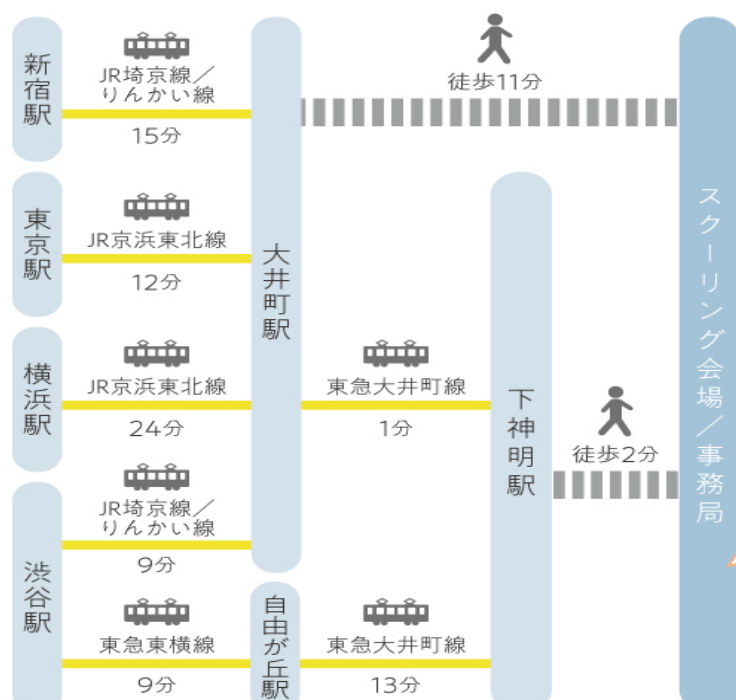 新宿駅
JR埼京線／
りんかい線
15分
徒歩11分
東京駅
JR京浜東北線
12分
大井町駅
横浜駅
JR京浜東北線
24分
東急大井町線
1分
下神明駅
徒歩2分
スクーリング会場／事務局
渋谷駅
JR埼京線／
りんかい線
9分
東急東横線
9分
自由が丘駅
東急大井町線
13分